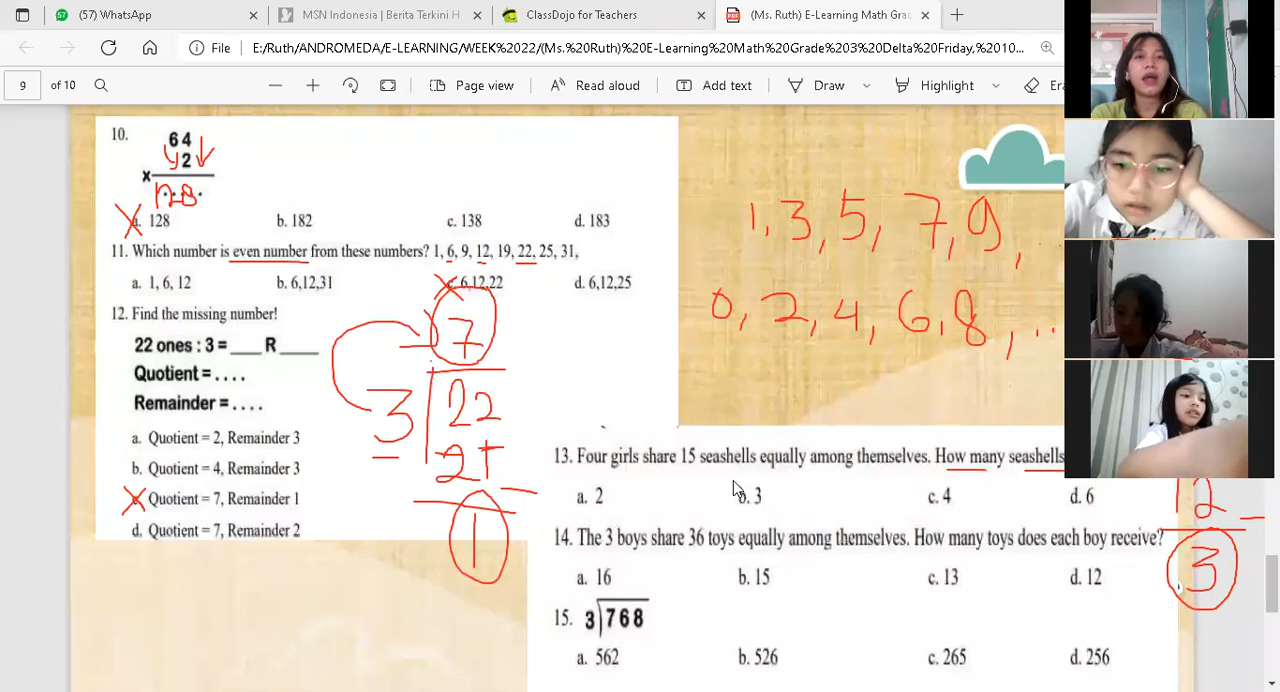 (57) WhatsApp
MSN Indonesia | Berita Terkini H
ClassDojo for Teachers
(Ms. Ruth) E-Learning Math Grad
File
E:/Ruth/ANDROMEDA/E-LEARNING/WEEK%2022/(Ms.%20Ruth)%20E-Learning%20Math%20Grade%203%20Delta%20Friday,%2010...
9 of 10
Page view
Read aloud
Add text
Draw
Highlight
Era
10. 64
2
x
128
a. 128 b. 182 c. 138 d. 183
11. Which number is even number from these numbers? 1, 6, 9, 12, 19, 22, 25, 31,
a. 1, 6, 12 b. 6,12,31 c. 6,12,22 d. 6,12,25
12. Find the missing number!
22 ones : 3 = ____ R ____
Quotient = . . . .
Remainder = . . . .
a. Quotient = 2, Remainder 3
b. Quotient = 4, Remainder 3
c. Quotient = 7, Remainder 1
d. Quotient = 7, Remainder 2
7
3 22
21
1
1, 3, 5, 7, 9,
0, 2, 4, 6, 8, ..
13. Four girls share 15 seashells equally among themselves. How many seashells
a. 2 b. 3 c. 4 d. 6
12
3
14. The 3 boys share 36 toys equally among themselves. How many toys does each boy receive?
a. 16 b. 15 c. 13 d. 12
15. 3)768
a. 562 b. 526 c. 265 d. 256